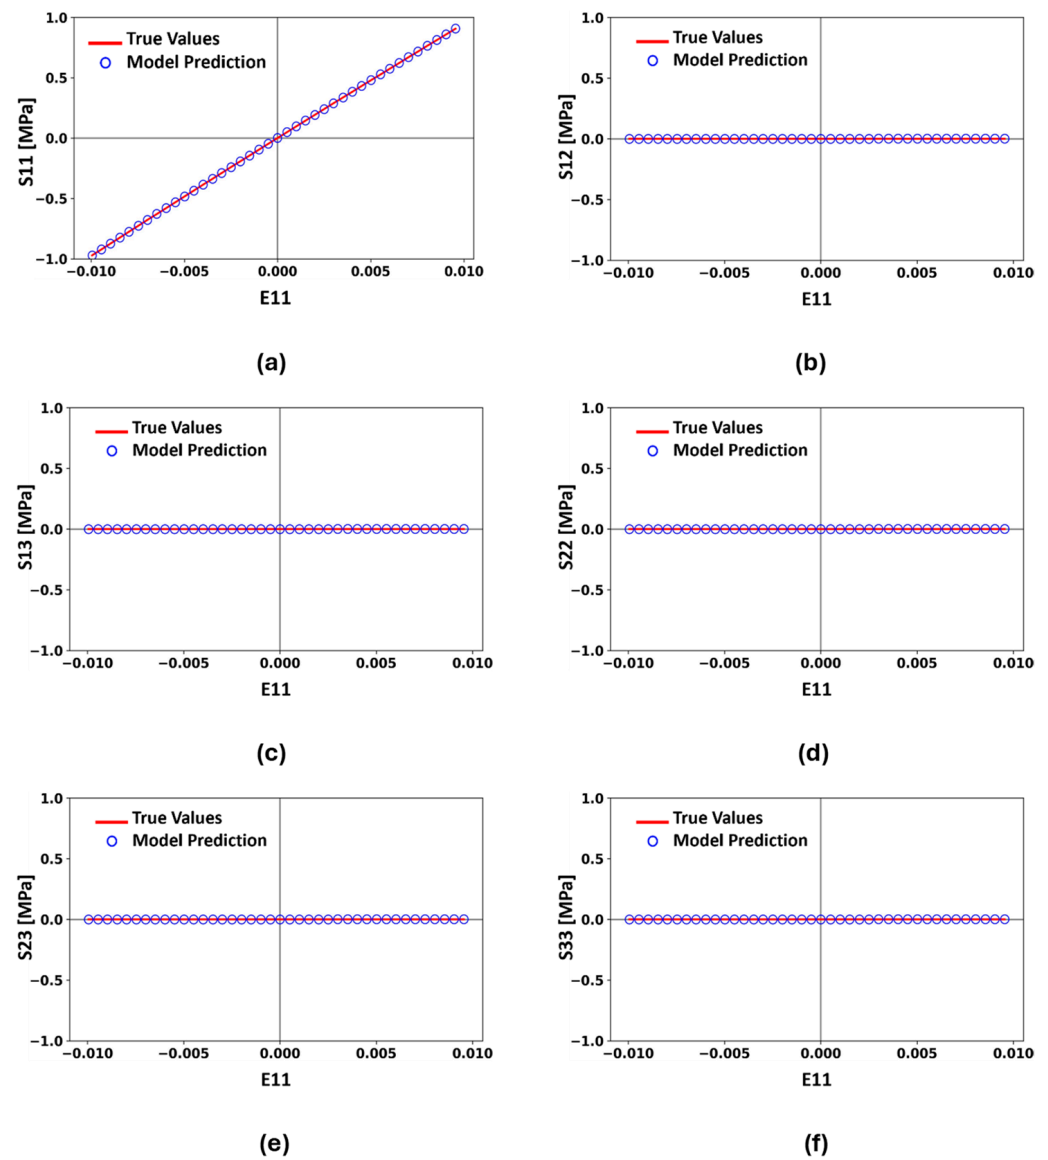 1.0
0.5
0.0
−0.5
−1.0
S11 [MPa]
True Values
Model Prediction
−0.010 −0.005 0.000 0.005 0.010
E11
(a)
1.0
0.5
0.0
−0.5
−1.0
S12 [MPa]
True Values
Model Prediction
−0.010 −0.005 0.000 0.005 0.010
E11
(b)
1.0
0.5
0.0
−0.5
−1.0
S13 [MPa]
True Values
Model Prediction
−0.010 −0.005 0.000 0.005 0.010
E11
(c)
1.0
0.5
0.0
−0.5
−1.0
S22 [MPa]
True Values
Model Prediction
−0.010 −0.005 0.000 0.005 0.010
E11
(d)
1.0
0.5
0.0
−0.5
−1.0
S23 [MPa]
True Values
Model Prediction
−0.010 −0.005 0.000 0.005 0.010
E11
(e)
1.0
0.5
0.0
−0.5
−1.0
S33 [MPa]
True Values
Model Prediction
−0.010 −0.005 0.000 0.005 0.010
E11
(f)